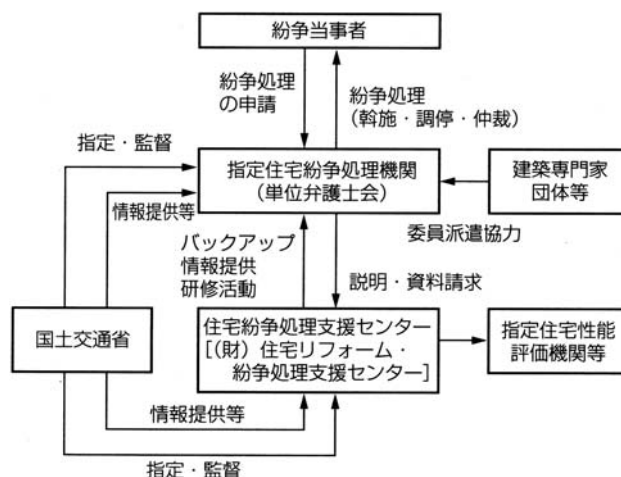 紛争当事者
紛争処理
の申請
紛争処理
(斡施・調停・仲裁)
指定・監督
指定住宅紛争処理機関
(単位弁護士会)
建築専門家
団体等
情報提供等
委員派遣協力
バックアップ
情報提供
研修活動
説明・資料請求
国土交通省
住宅紛争処理支援センター
[(財)住宅リフォーム・
紛争処理支援センター]
指定住宅性能
評価機関等
情報提供等
指定・監督